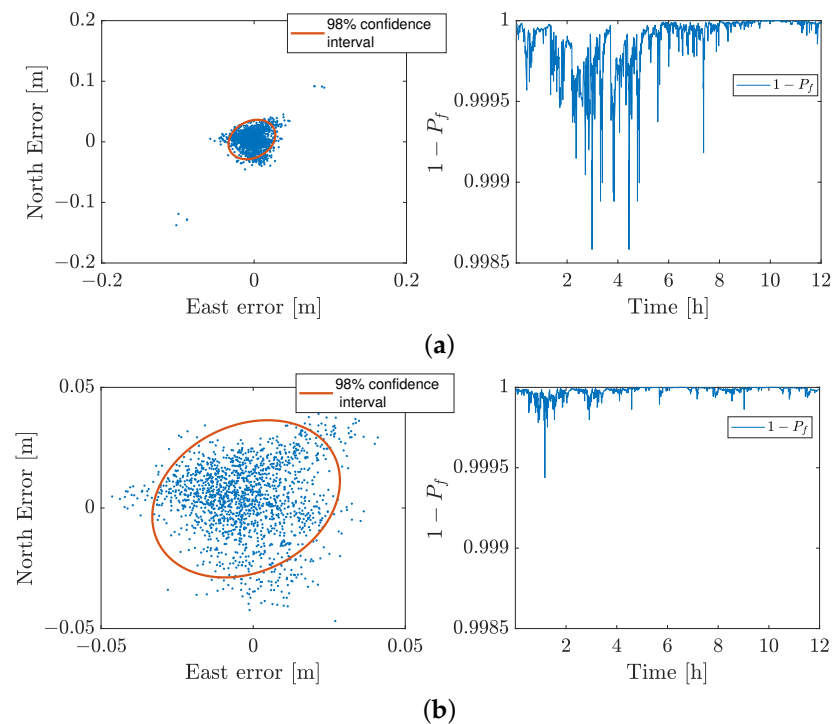 98% confidence
interval
North Error [m]
0.2
0.1
0
−0.1
−0.2
−0.2
0
0.2
East error [m]
1 − P_f
1
0.9995
0.999
0.9985
1 − P_f
2
4
6
8
10
12
Time [h]
(a)
98% confidence
interval
North Error [m]
0.05
0
−0.05
−0.05
0
0.05
East error [m]
1 − P_f
1
0.9995
0.999
0.9985
1 − P_f
2
4
6
8
10
12
Time [h]
(b)